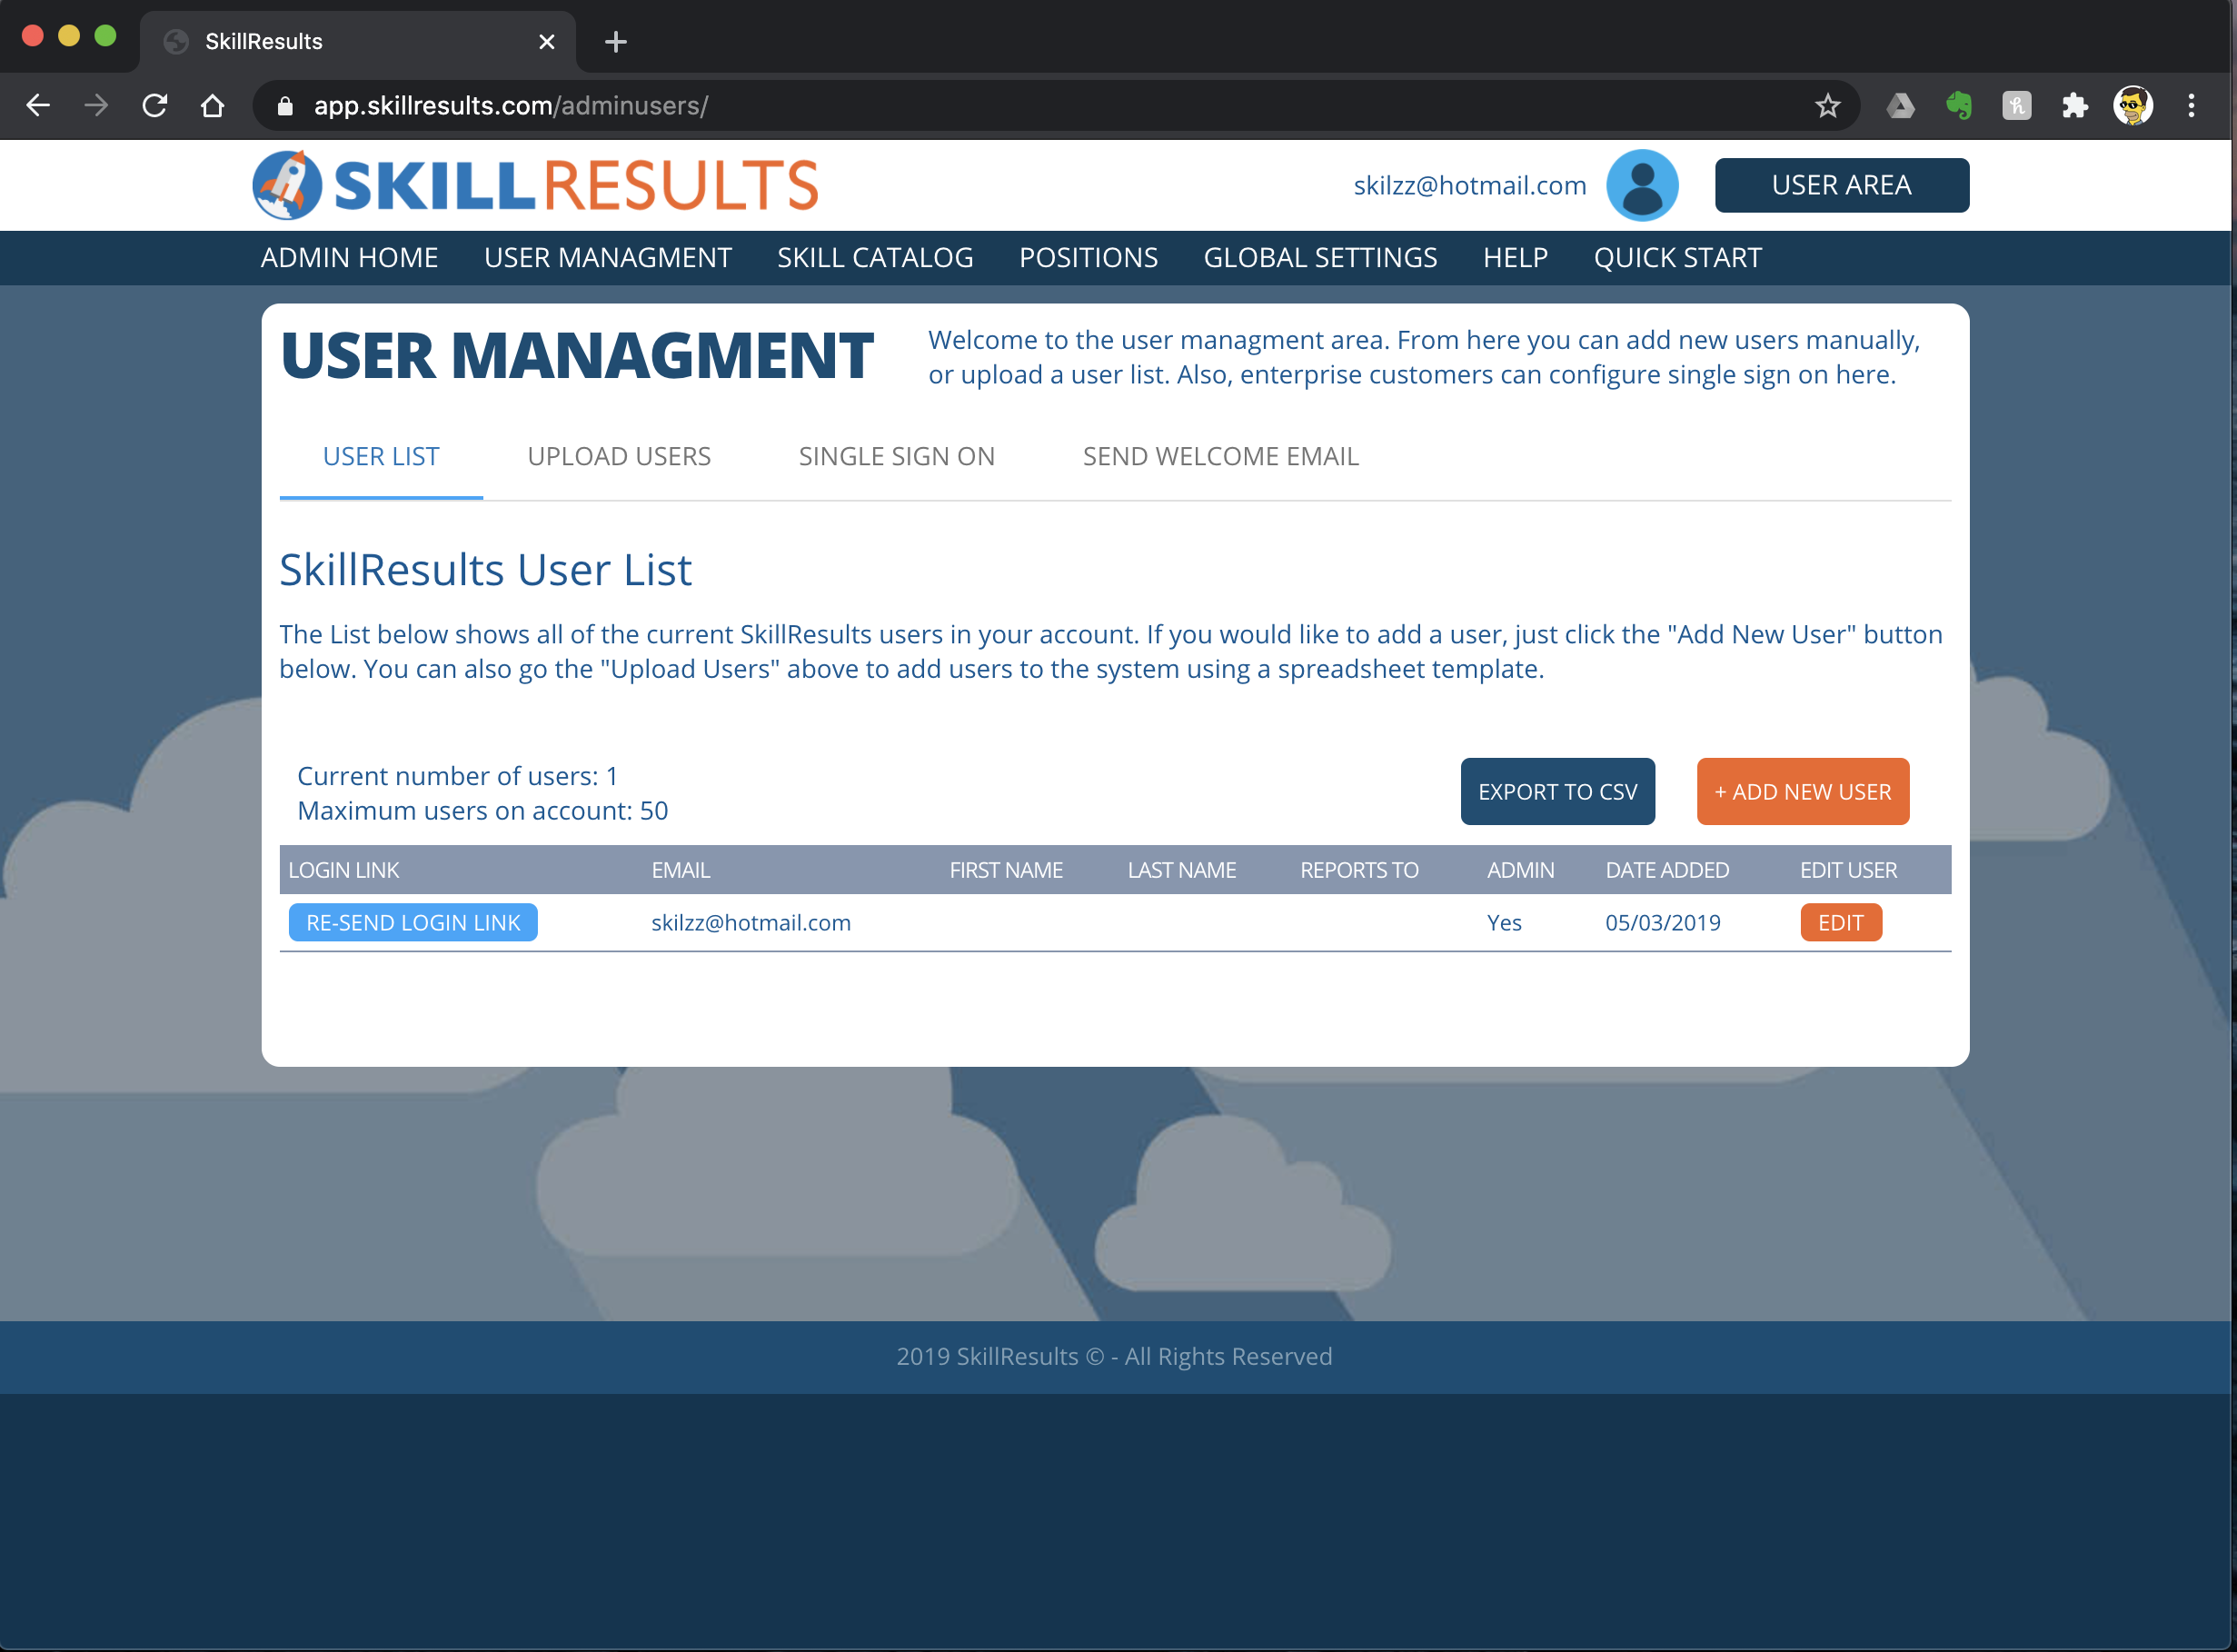 SkillResults
app.skillresults.com/adminusers/
SKILLRESULTS
skilzz@hotmail.com
USER AREA
ADMIN HOME USER MANAGMENT SKILL CATALOG POSITIONS GLOBAL SETTINGS HELP QUICK START
USER MANAGMENT
Welcome to the user managment area. From here you can add new users manually,
or upload a user list. Also, enterprise customers can configure single sign on here.
USER LIST UPLOAD USERS SINGLE SIGN ON SEND WELCOME EMAIL
SkillResults User List
The List below shows all of the current SkillResults users in your account. If you would like to add a user, just click the "Add New User" button
below. You can also go the "Upload Users" above to add users to the system using a spreadsheet template.
Current number of users: 1
Maximum users on account: 50
EXPORT TO CSV
+ ADD NEW USER
LOGIN LINK EMAIL FIRST NAME LAST NAME REPORTS TO ADMIN DATE ADDED EDIT USER
RE-SEND LOGIN LINK skilzz@hotmail.com Yes 05/03/2019 EDIT
2019 SkillResults © - All Rights Reserved